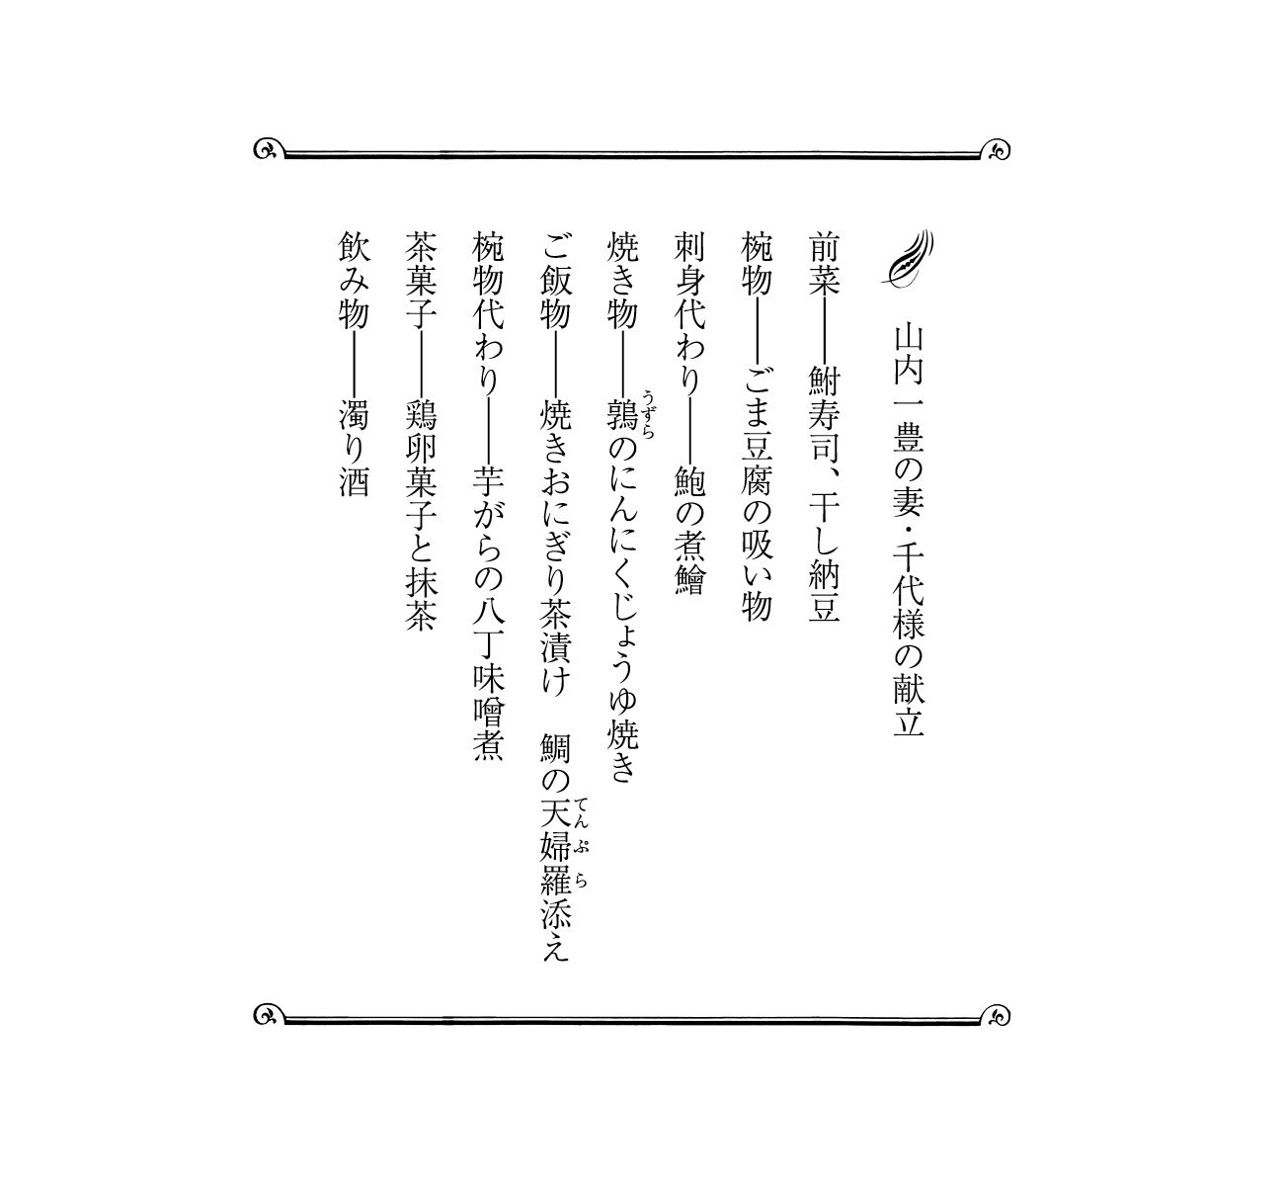 山内一豊の妻・千代様の献立
前菜――鮒寿司、干し納豆
椀物――ごま豆腐の吸い物
刺身代わり――鮑の煮鱠
焼き物――鶉のにんにくじょうゆ焼き
うずら
ご飯物――焼きおにぎり茶漬け　鯛の天婦羅添え
てんぷら
椀物代わり――芋がらの八丁味噌煮
茶菓子――鶏卵菓子と抹茶
飲み物――濁り酒